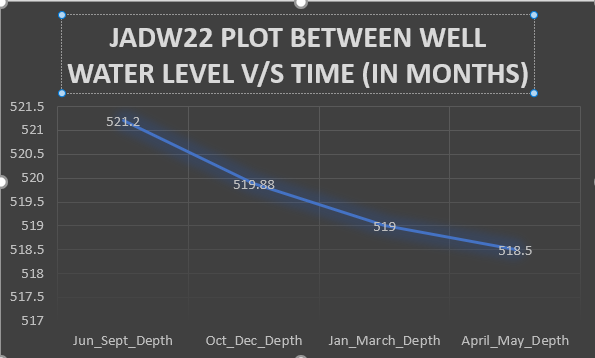 JADW22 PLOT BETWEEN WELL
WATER LEVEL V/S TIME (IN MONTHS)
521.5
521
520.5
520
519.5
519
518.5
518
517.5
517
521.2
519.88
519
518.5
Jun_Sept_Depth
Oct_Dec_Depth
Jan_March_Depth
April_May_Depth